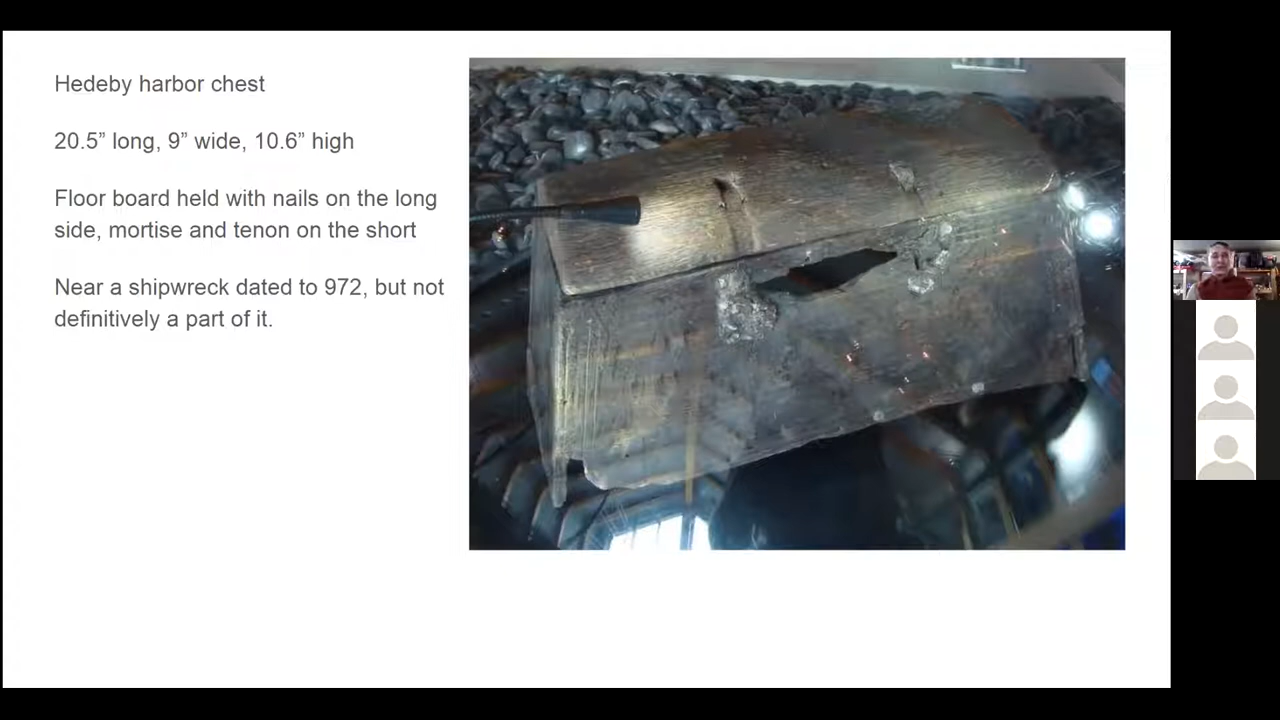 Hedeby harbor chest
20.5” long, 9” wide, 10.6” high
Floor board held with nails on the long
side, mortise and tenon on the short
Near a shipwreck dated to 972, but not
definitively a part of it.